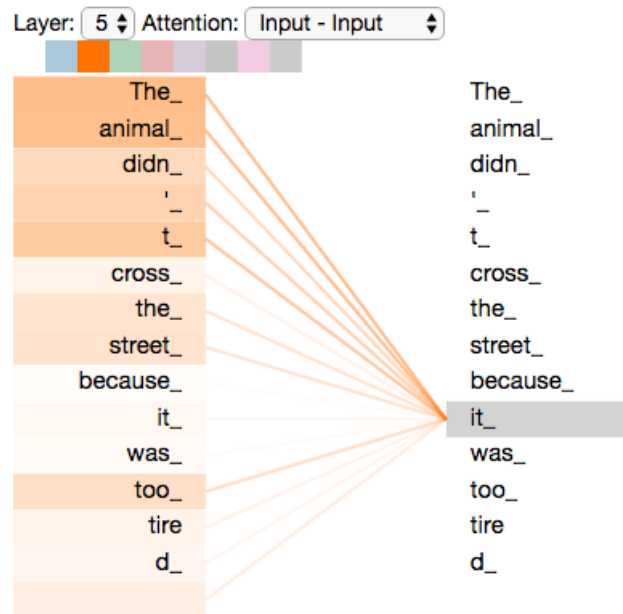 Layer: 5 Attention: Input - Input
The_ The_
animal_ animal_
didn_ didn_
'_ '_
t_ t_
cross_ cross_
the_ the_
street_ street_
because_ because_
it_ it_
was_ was_
too_ too_
tire tire
d_ d_